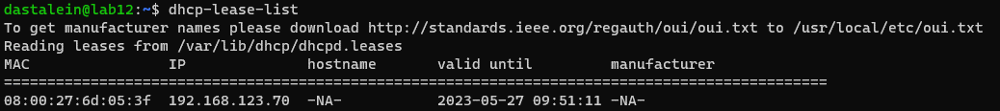 dastalein@lab12:~$ dhcp-lease-list
To get manufacturer names please download http://standards.ieee.org/regauth/oui/oui.txt to /usr/local/etc/oui.txt
Reading leases from /var/lib/dhcp/dhcpd.leases
MAC                IP              hostname       valid until         manufacturer
===============================================================================================
08:00:27:6d:05:3f  192.168.123.70  -NA-           2023-05-27 09:51:11 -NA-